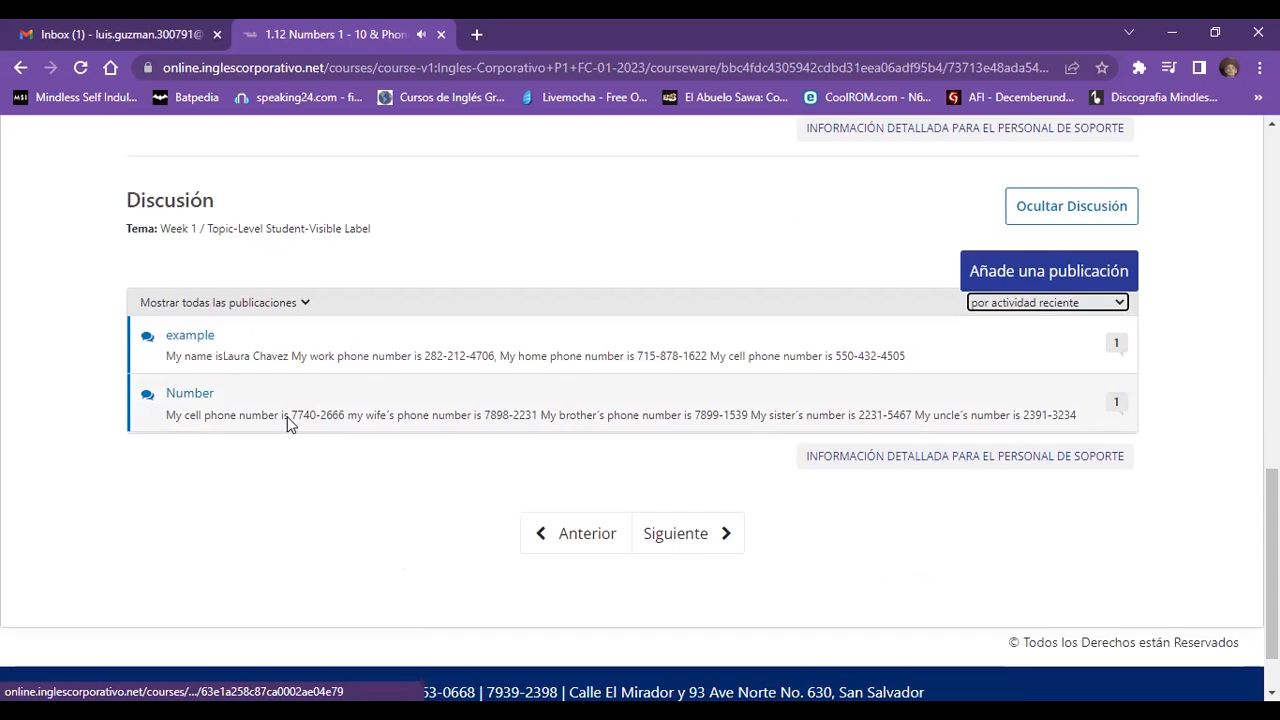 Inbox (1) - luis.guzman.300791@
1.12 Numbers 1 - 10 & Phon
online.inglescorporativo.net/courses/course-v1:Ingles-Corporativo+P1+FC-01-2023/courseware/bbc4fdc4305942cdbd31eea06adf95b4/73713e48ada54...
Mindless Self Indul...
Batpedia
speaking24.com - fi...
Cursos de Inglés Gr...
Livemocha - Free O...
El Abuelo Sawa: Co...
CoolROM.com - N6...
AFI - Decemberund...
Discografia Mindles...
»
INFORMACIÓN DETALLADA PARA EL PERSONAL DE SOPORTE
Discusión
Ocultar Discusión
Tema: Week 1 / Topic-Level Student-Visible Label
Añade una publicación
Mostrar todas las publicaciones
por actividad reciente
example
My name isLaura Chavez My work phone number is 282-212-4706, My home phone number is 715-878-1622 My cell phone number is 550-432-4505
1
Number
My cell phone number is 7740-2666 my wife´s phone number is 7898-2231 My brother´s phone number is 7899-1539 My sister´s number is 2231-5467 My uncle´s number is 2391-3234
1
INFORMACIÓN DETALLADA PARA EL PERSONAL DE SOPORTE
Anterior
Siguiente
© Todos los Derechos están Reservados
online.inglescorporativo.net/courses/.../63e1a258c87ca0002ae04e79
63-0668 | 7939-2398 | Calle El Mirador y 93 Ave Norte No. 630, San Salvador